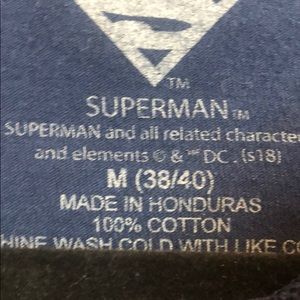 TM
SUPERMAN TM
SUPERMAN and all related characte
and elements © & ™ DC . (s18)
M (38/40)
MADE IN HONDURAS
100% COTTON
HINE WASH COLD WITH LIKE CO